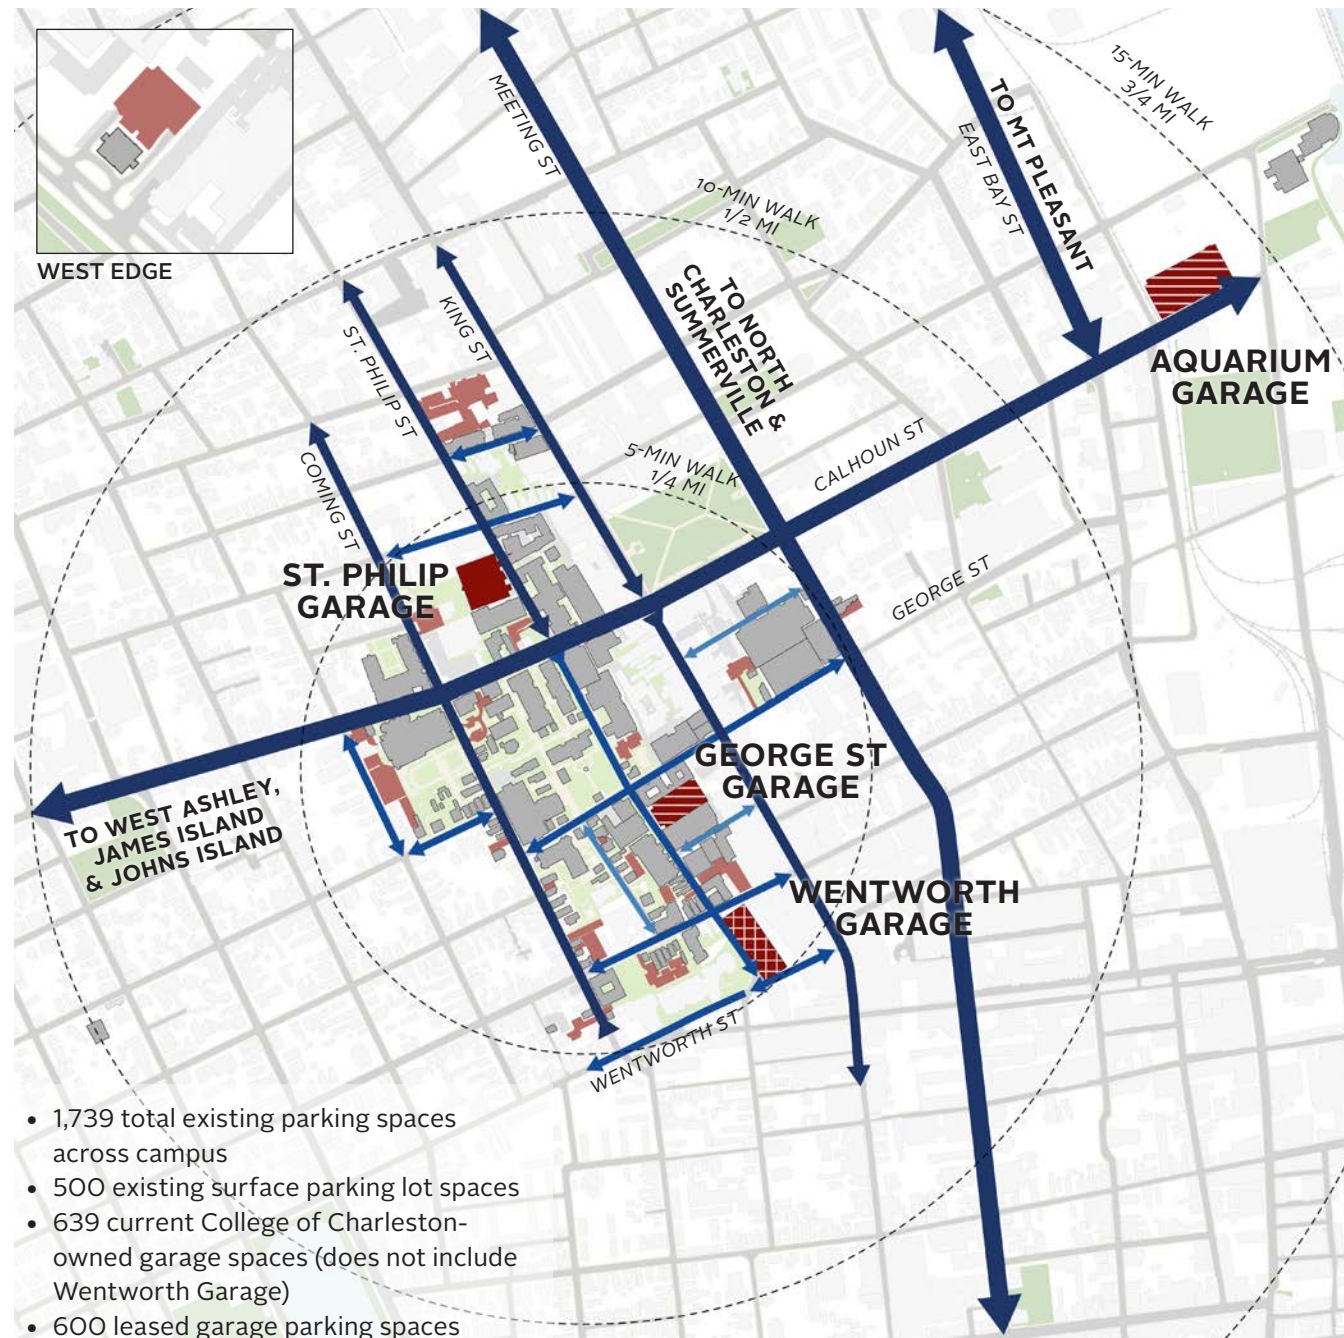 WEST EDGE
MEETING ST
TO MT PLEASANT
EAST BAY ST
15-MIN WALK
3/4 MI
10-MIN WALK
1/2 MI
KING ST
ST. PHILIP ST
COMING ST
TO NORTH
CHARLESTON &
SUMMERVILLE
AQUARIUM
GARAGE
5-MIN WALK
1/4 MI
CALHOUN ST
GEORGE ST
ST. PHILIP
GARAGE
GEORGE ST
GARAGE
TO WEST ASHLEY,
JAMES ISLAND
& JOHNS ISLAND
WENTWORTH
GARAGE
WENTWORTH ST
• 1,739 total existing parking spaces
across campus
• 500 existing surface parking lot spaces
• 639 current College of Charleston-
owned garage spaces (does not include
Wentworth Garage)
• 600 leased garage parking spaces